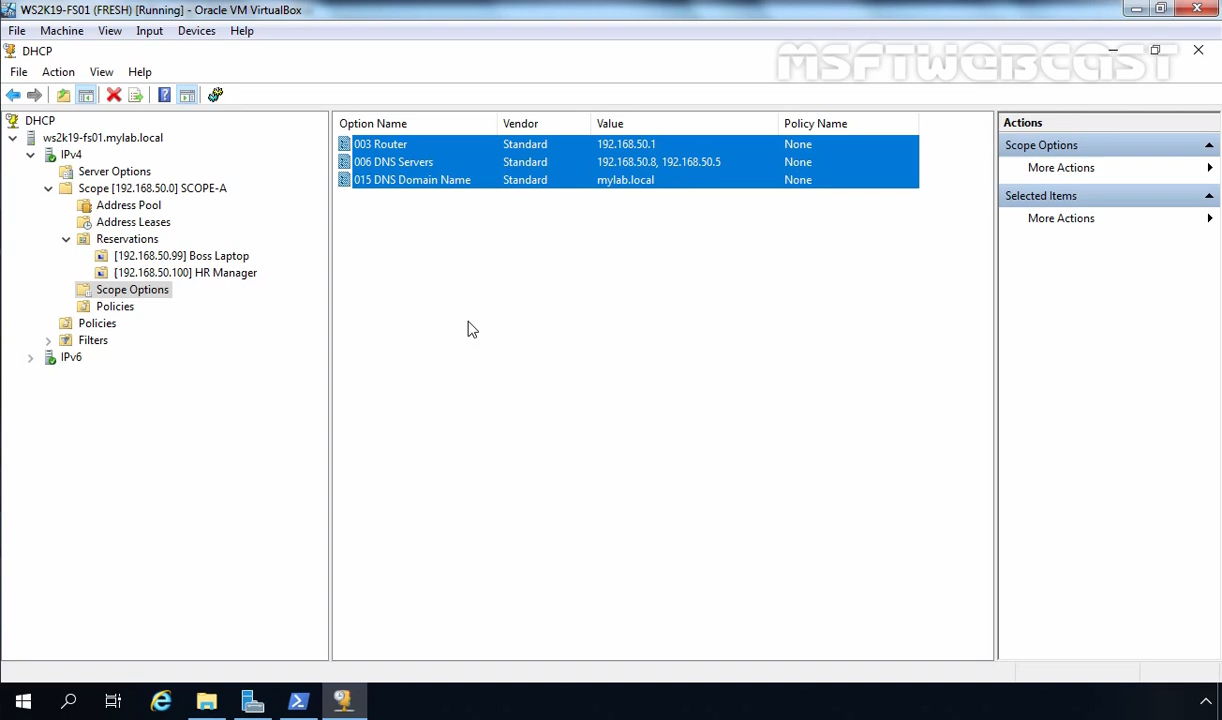 WS2K19-FS01 (FRESH) [Running] - Oracle VM VirtualBox
File Machine View Input Devices Help
DHCP
MSFTWEBCAST
File Action View Help
DHCP
ws2k19-fs01.mylab.local
IPv4
Server Options
Scope [192.168.50.0] SCOPE-A
Address Pool
Address Leases
Reservations
[192.168.50.99] Boss Laptop
[192.168.50.100] HR Manager
Scope Options
Policies
Policies
Filters
IPv6
Option Name Vendor Value Policy Name
003 Router Standard 192.168.50.1 None
006 DNS Servers Standard 192.168.50.8, 192.168.50.5 None
015 DNS Domain Name Standard mylab.local None
Actions
Scope Options
More Actions
Selected Items
More Actions